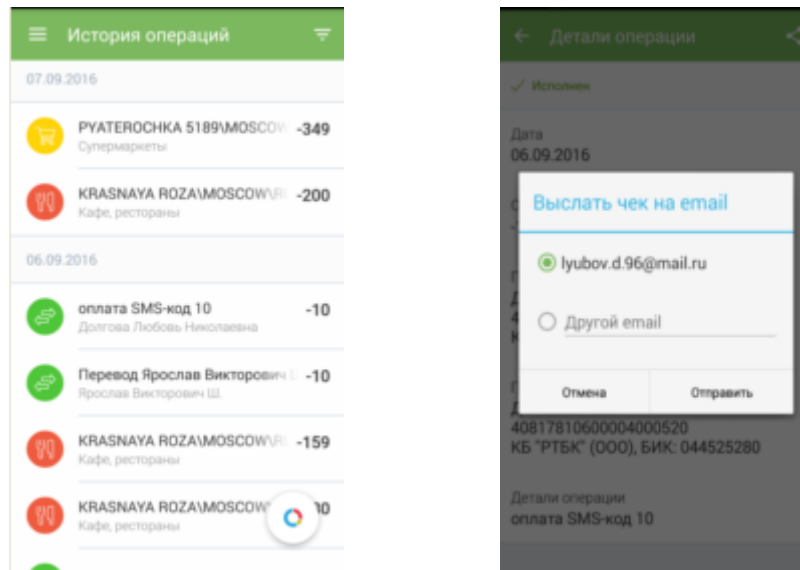 История операций
07.09.2016
PYATEROCHKA 5189\MOSCOW -349
Супермаркеты
KRASNAYA ROZA\MOSCOW\R -200
Кафе, рестораны
06.09.2016
оплата SMS-код 10 -10
Долгова Любовь Николаевна
Перевод Ярослав Викторович -10
Ярослав Викторович Ш.
KRASNAYA ROZA\MOSCOW\R -159
Кафе, рестораны
KRASNAYA ROZA\MOSCOW
Кафе, рестораны
Детали операции
Исполнен
Дата
06.09.2016
Выслать чек на email
lyubov.d.96@mail.ru
Другой email
Отмена Отправить
40817810600004000520
КБ "РТБК" (ООО), БИК: 044525280
Детали операции
оплата SMS-код 10